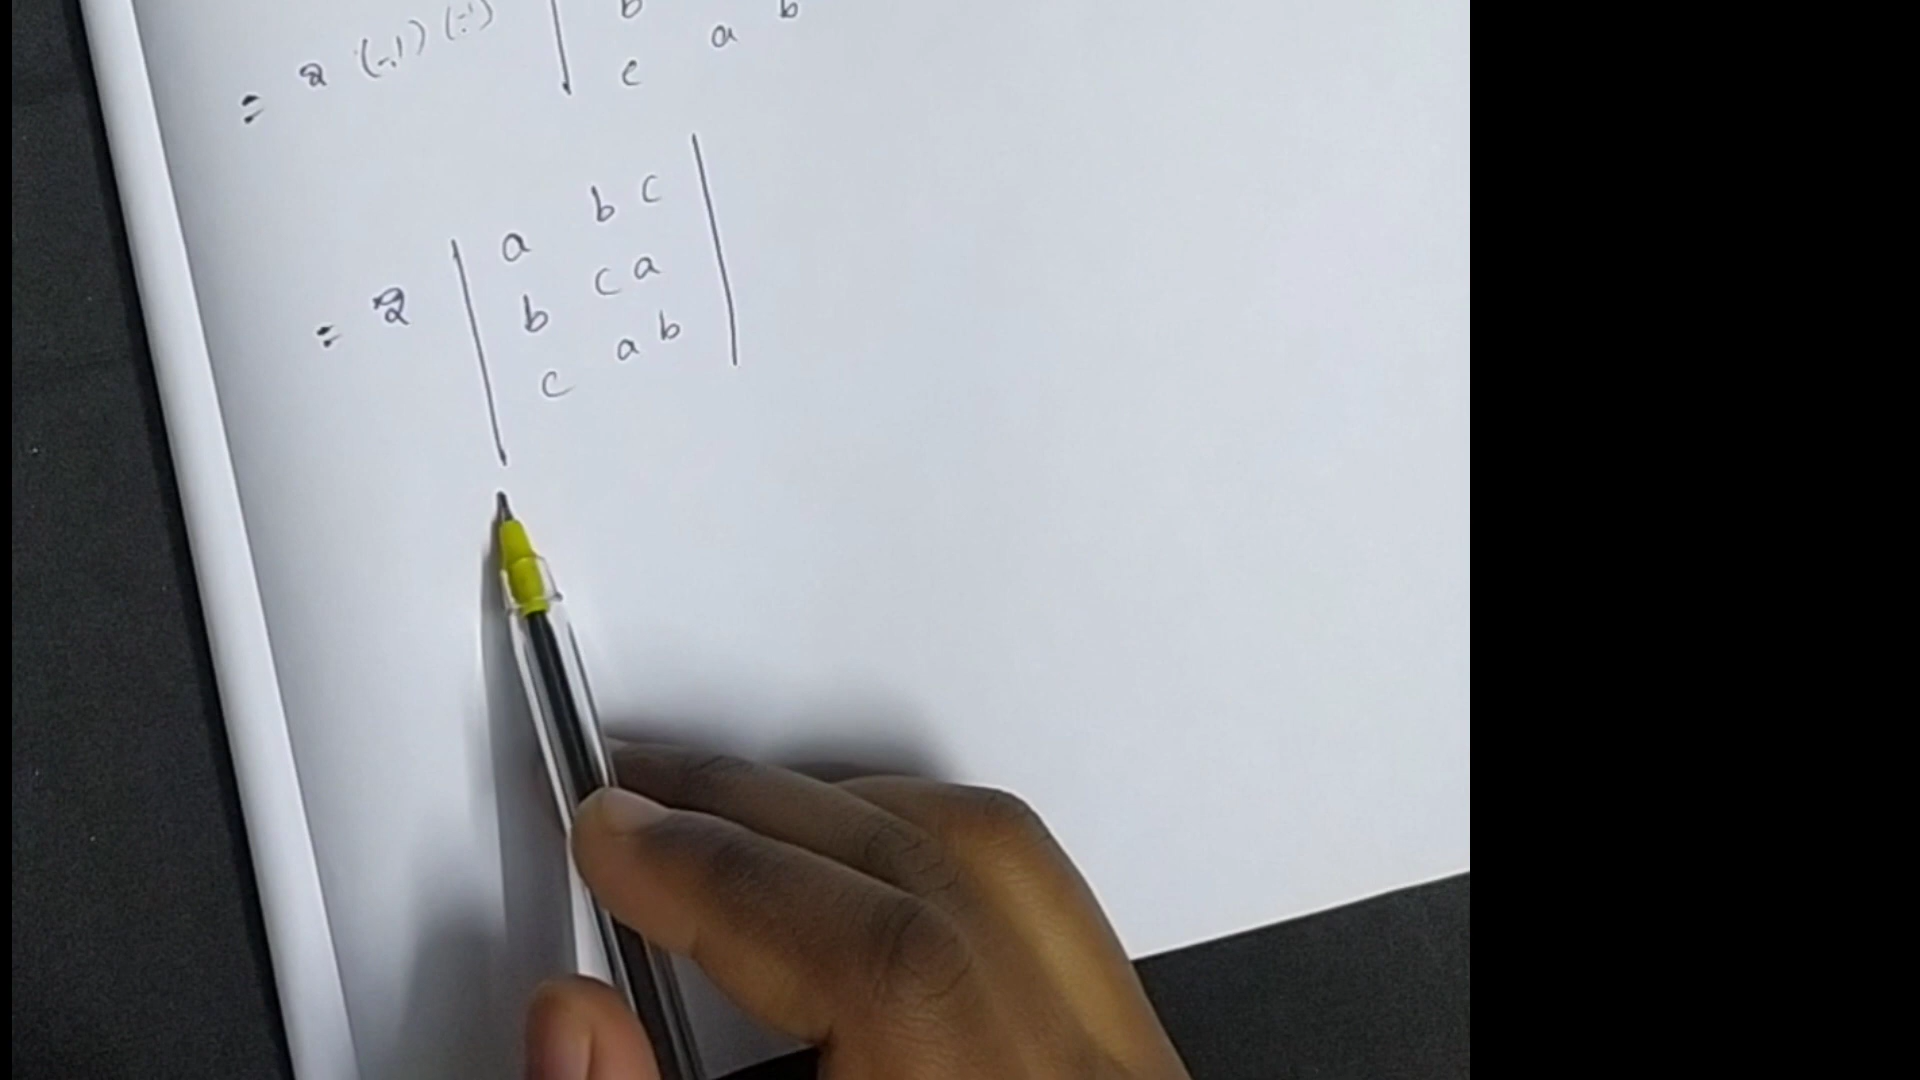 b b
= 2 (-1) (-1) | c a
= 2 | a b c |
b c a
c a b